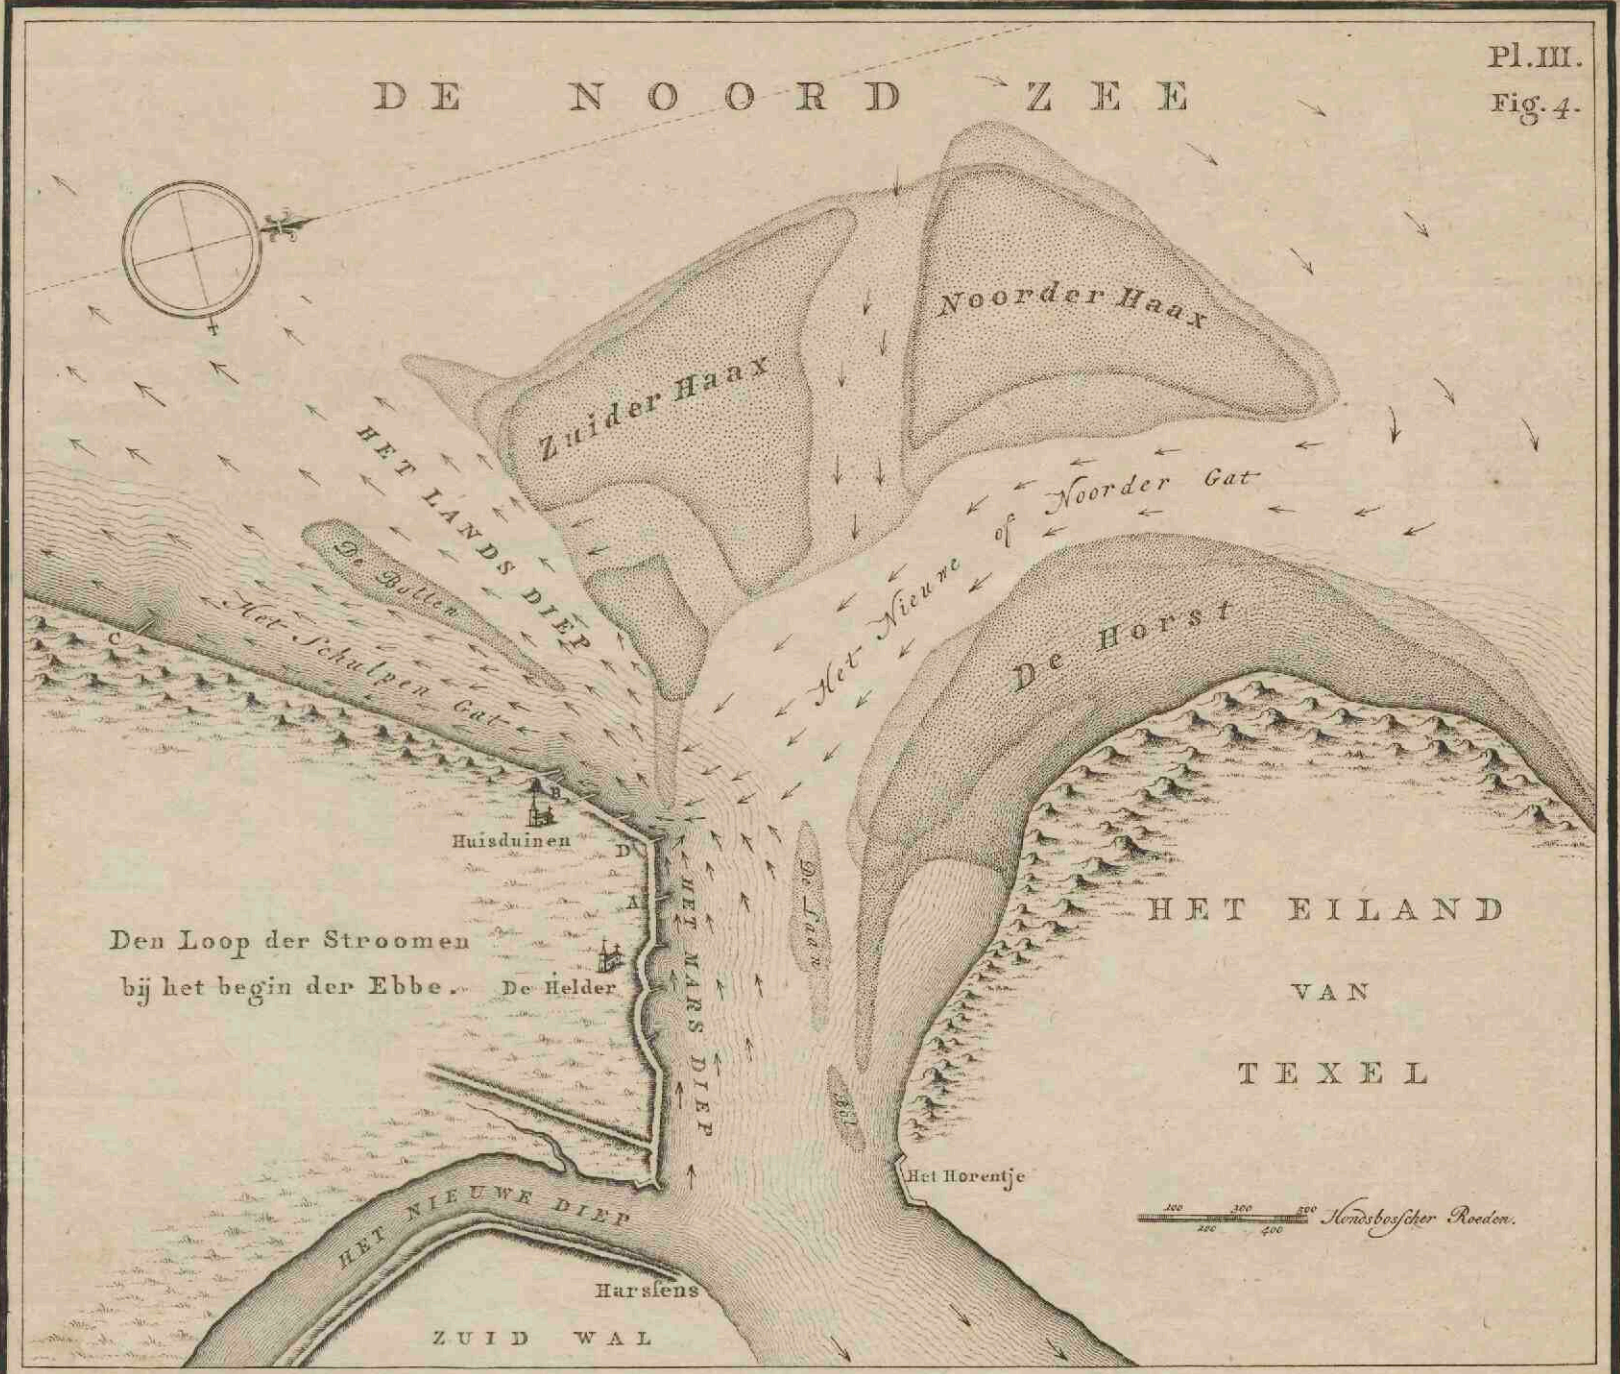 Pl. III.
Fig. 4.
DE NOORD ZEE
Noorder Haax
Zuider Haax
HET LANDS DIEP
Het Nieuwe of Noorder Gat
De Bollen
Het Schulpen Gat
De Horst
C
B
Huisduinen
D
A
De Laan
HET MARS DIEP
HET EILAND
VAN
TEXEL
Den Loop der Stroomen
bij het begin der Ebbe.
De Helder
Bol
Het Horentje
100 300 500
200 400
Hondsbosscher Roeden.
HET NIEUWE DIEP
Harssens
ZUID WAL